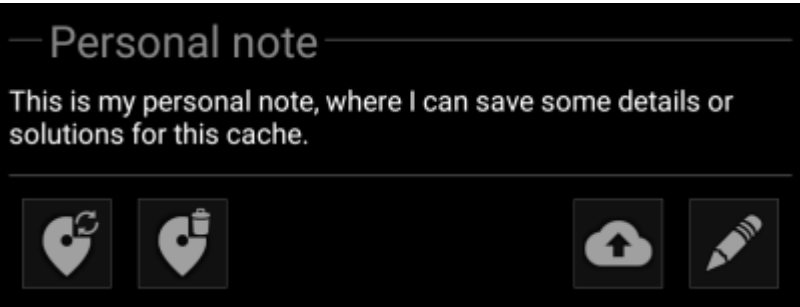 Personal note
This is my personal note, where I can save some details or
solutions for this cache.